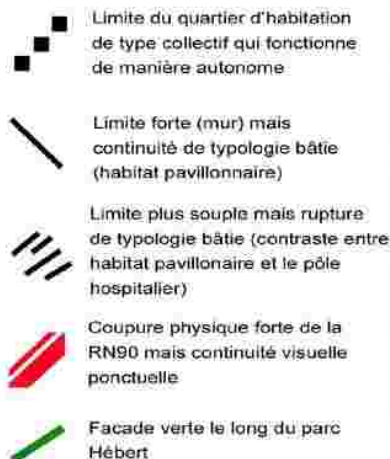 Limite du quartier d'habitation
de type collectif qui fonctionne
de manière autonome
Limite forte (mur) mais
continuité de typologie bâtie
(habitat pavillonnaire)
Limite plus souple mais rupture
de typologie bâtie (contraste entre
habitat pavillonaire et le pôle
hospitalier)
Coupure physique forte de la
RN90 mais continuité visuelle
ponctuelle
Facade verte le long du parc
Hébert